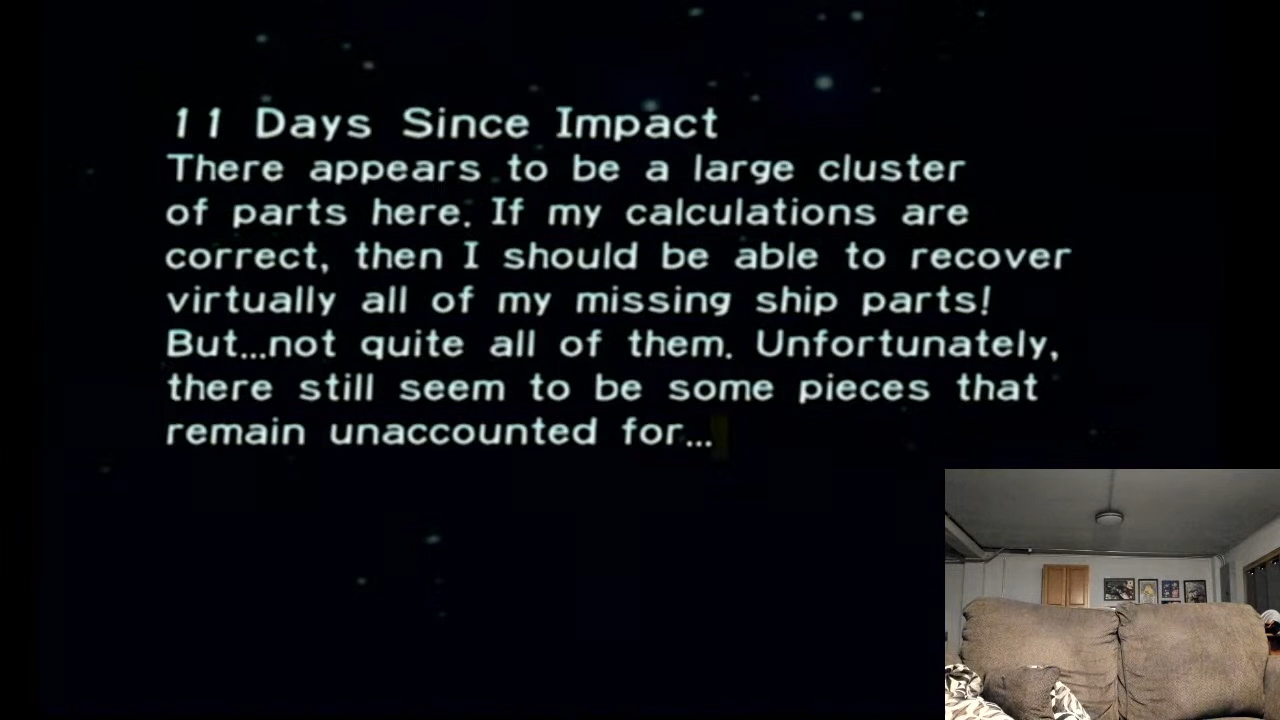 11 Days Since Impact
There appears to be a large cluster
of parts here. If my calculations are
correct, then I should be able to recover
virtually all of my missing ship parts!
But...not quite all of them. Unfortunately,
there still seem to be some pieces that
remain unaccounted for...